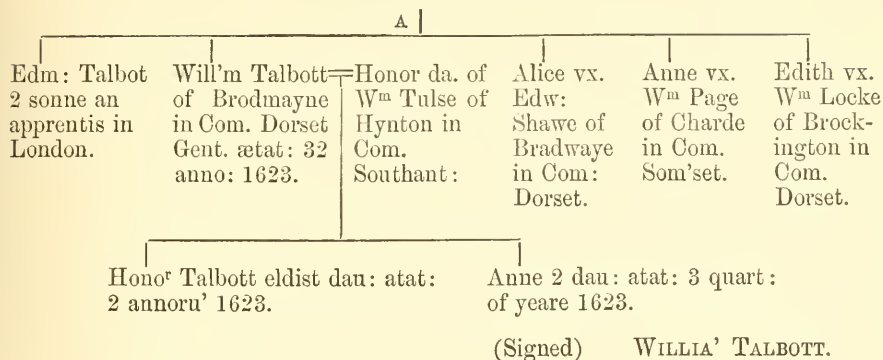 A
Edm: Talbot
2 sonne an
apprentis in
London.
Will'm Talbott
of Brodmayne
in Com. Dorset
Gent. ætat: 32
anno: 1623.
Honor da. of
Wᵐ Tulse of
Hynton in
Com.
Southant:
Alice vx.
Edw:
Shawe of
Bradwaye
in Com:
Dorset.
Anne vx.
Wᵐ Page
of Charde
in Com.
Som'set.
Edith vx.
Wᵐ Locke
of Brock-
ington in
Com.
Dorset.
Honoʳ Talbott eldist dau: atat:
2 annoru' 1623.
Anne 2 dau: atat: 3 quart:
of yeare 1623.
(Signed) WILLIA' TALBOTT.